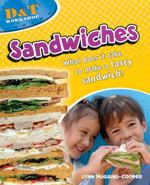 D&T
WORKSHOP
Sandwiches
What does it take
to make a tasty
sandwich?
LYNN HUGGINS-COOPER